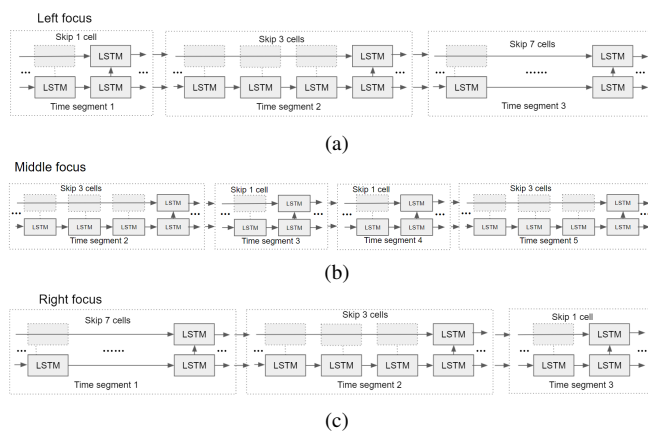 Left focus
Skip 1 cell Skip 3 cells Skip 7 cells
LSTM LSTM LSTM
... ... ... ...... ...
LSTM LSTM LSTM LSTM LSTM LSTM LSTM LSTM
Time segment 1 Time segment 2 Time segment 3
(a)
Middle focus
Skip 3 cells Skip 1 cell Skip 1 cell Skip 3 cells
LSTM LSTM LSTM LSTM
... ... ... ... ...
LSTM LSTM LSTM LSTM LSTM LSTM LSTM LSTM LSTM LSTM LSTM LSTM
Time segment 2 Time segment 3 Time segment 4 Time segment 5
(b)
Right focus
Skip 7 cells Skip 3 cells Skip 1 cell
LSTM LSTM LSTM
... ...... ... ... ...
LSTM LSTM LSTM LSTM LSTM LSTM LSTM LSTM
Time segment 1 Time segment 2 Time segment 3
(c)